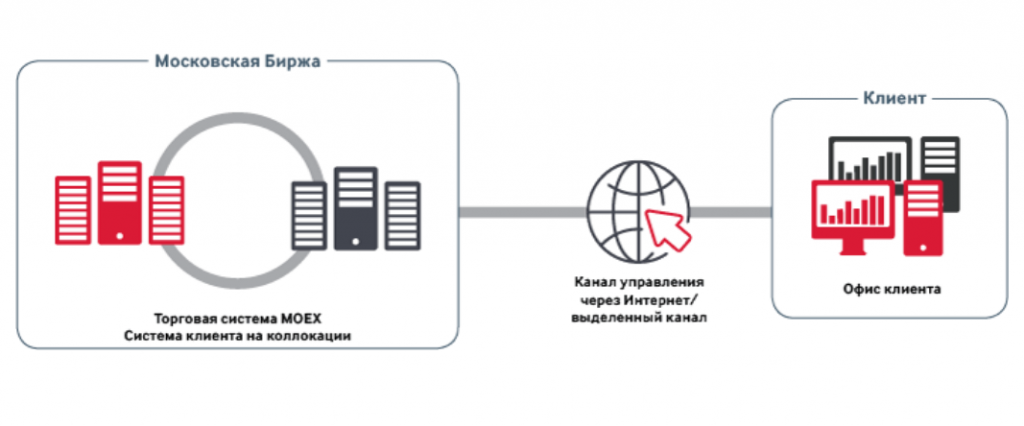 Московская Биржа
Торговая система MOEX
Система клиента на коллокации
Канал управления
через Интернет/
выделенный канал
Клиент
Офис клиента